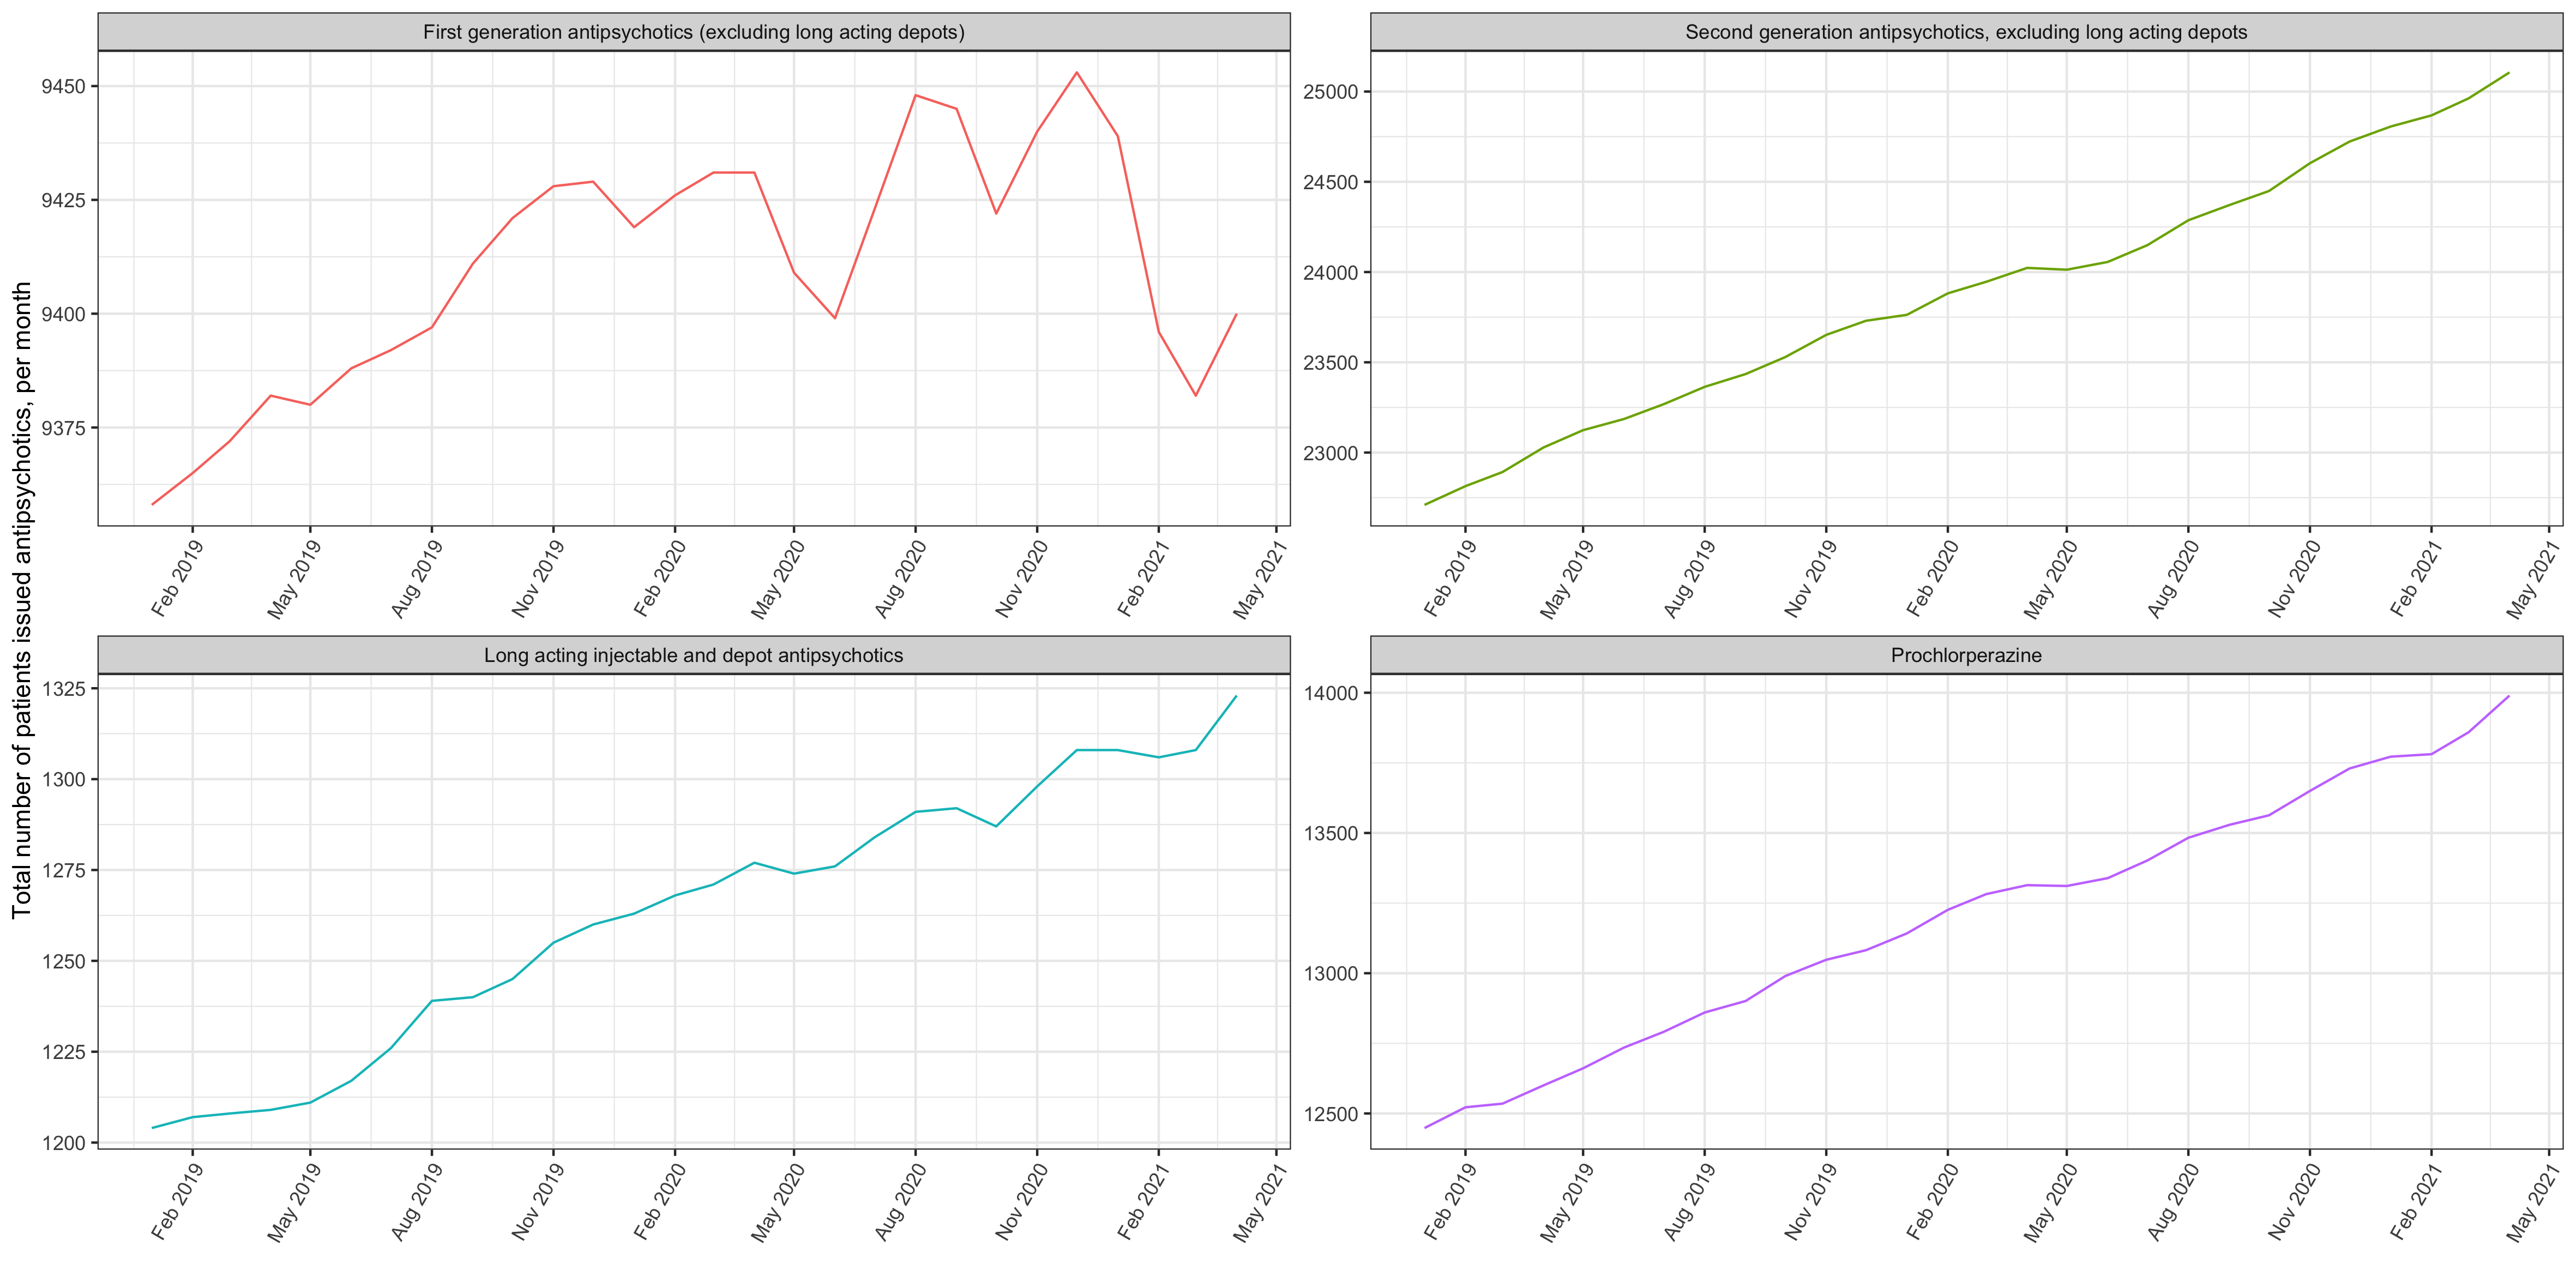 Total number of patients issued antipsychotics, per month
First generation antipsychotics (excluding long acting depots)
9450
9425
9400
9375
Feb 2019
May 2019
Aug 2019
Nov 2019
Feb 2020
May 2020
Aug 2020
Nov 2020
Feb 2021
May 2021
Second generation antipsychotics, excluding long acting depots
25000
24500
24000
23500
23000
Feb 2019
May 2019
Aug 2019
Nov 2019
Feb 2020
May 2020
Aug 2020
Nov 2020
Feb 2021
May 2021
Long acting injectable and depot antipsychotics
1325
1300
1275
1250
1225
1200
Feb 2019
May 2019
Aug 2019
Nov 2019
Feb 2020
May 2020
Aug 2020
Nov 2020
Feb 2021
May 2021
Prochlorperazine
14000
13500
13000
12500
Feb 2019
May 2019
Aug 2019
Nov 2019
Feb 2020
May 2020
Aug 2020
Nov 2020
Feb 2021
May 2021